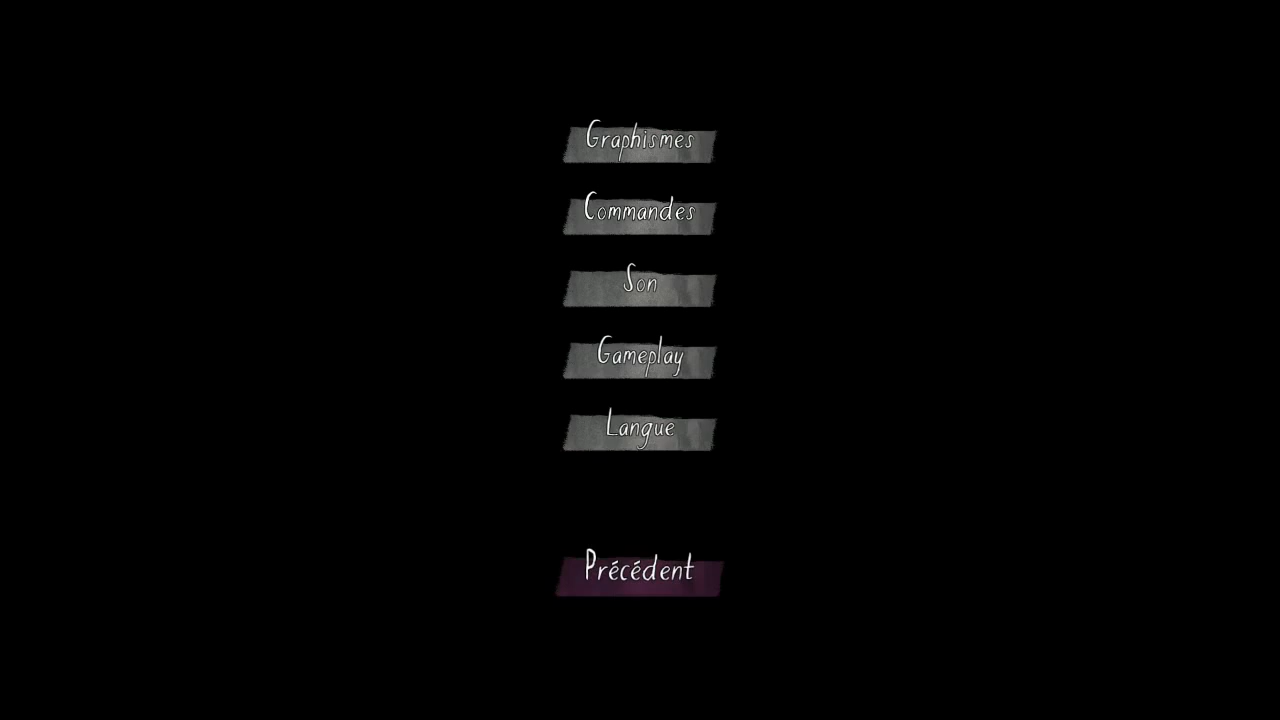 Graphismes
Commandes
Son
Gameplay
Langue
Précédent